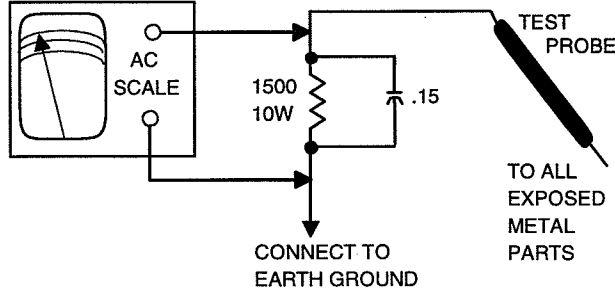 AC
SCALE
1500
10W
.15
TEST
PROBE
TO ALL
EXPOSED
METAL
PARTS
CONNECT TO
EARTH GROUND